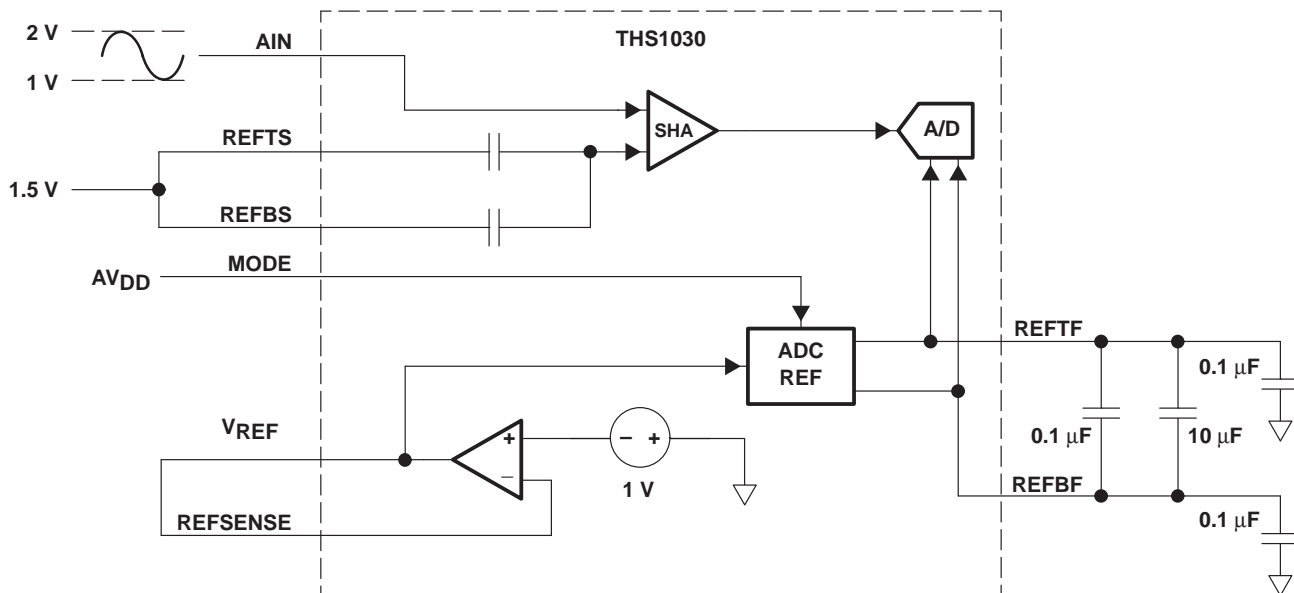 2 V
AIN
THS1030
1 V
SHA
A/D
REFTS
1.5 V
REFBS
MODE
AVDD
ADC
REF
REFTF
0.1 μF
VREF
+
− +
−
0.1 μF
10 μF
1 V
REFBF
REFSENSE
0.1 μF